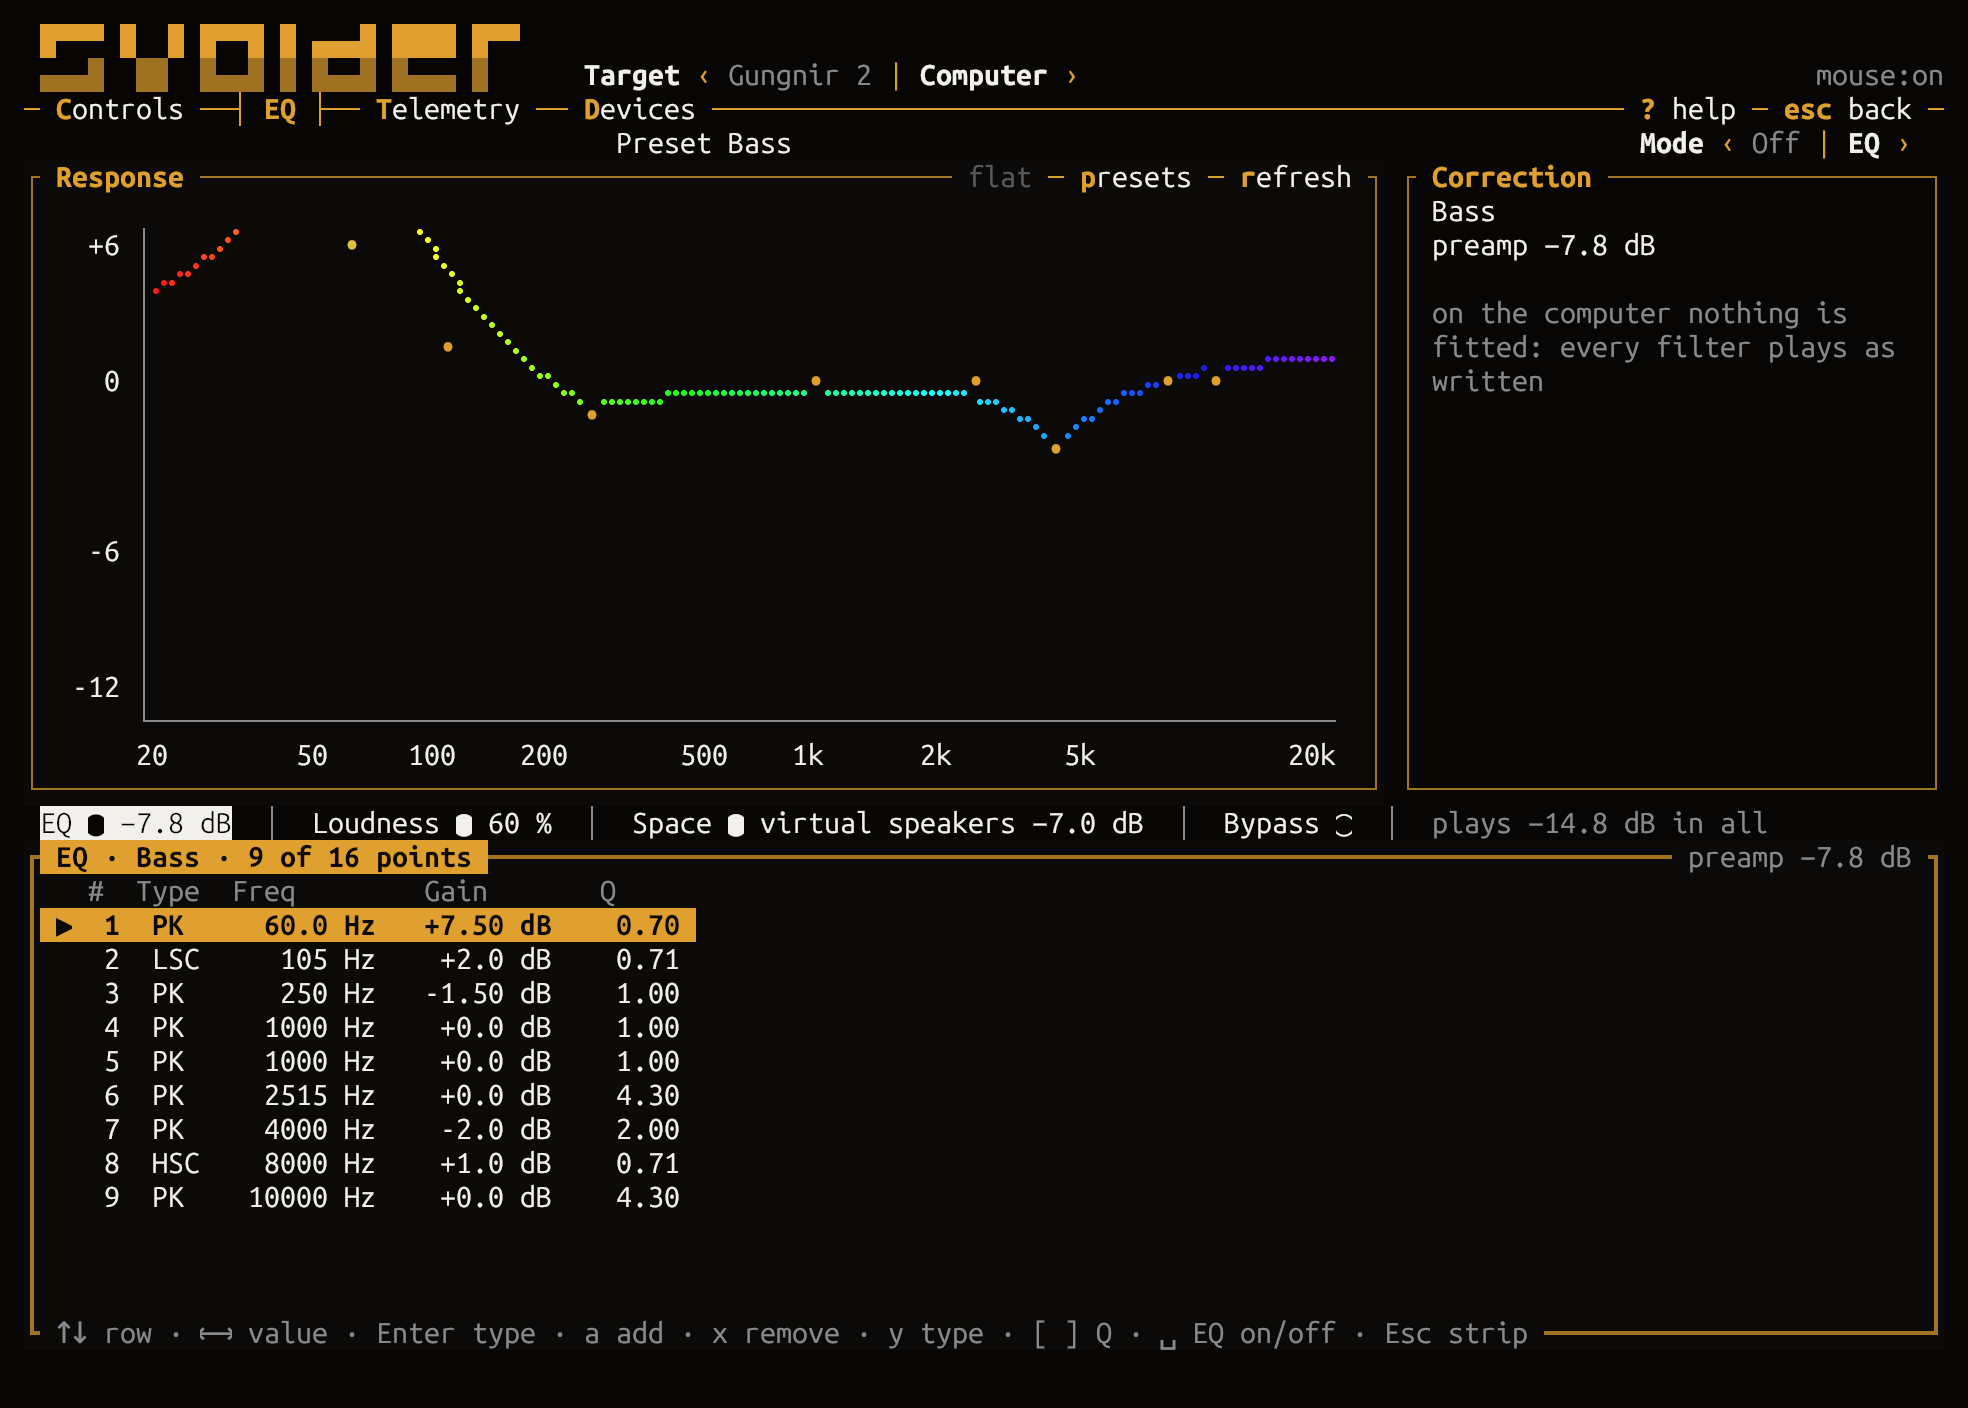 svoider
Target ‹ Gungnir 2 | Computer ›
mouse:on
Controls EQ Telemetry Devices
? help esc back
Preset Bass
Mode ‹ Off | EQ ›
Response
flat presets refresh
+6
0
-6
-12
20 50 100 200 500 1k 2k 5k 20k
Correction
Bass
preamp −7.8 dB
on the computer nothing is
fitted: every filter plays as
written
EQ −7.8 dB | Loudness 60 % | Space virtual speakers −7.0 dB | Bypass | plays −14.8 dB in all
EQ · Bass · 9 of 16 points
preamp −7.8 dB
# Type Freq Gain Q
▶ 1 PK 60.0 Hz +7.50 dB 0.70
2 LSC 105 Hz +2.0 dB 0.71
3 PK 250 Hz -1.50 dB 1.00
4 PK 1000 Hz +0.0 dB 1.00
5 PK 1000 Hz +0.0 dB 1.00
6 PK 2515 Hz +0.0 dB 4.30
7 PK 4000 Hz -2.0 dB 2.00
8 HSC 8000 Hz +1.0 dB 0.71
9 PK 10000 Hz +0.0 dB 4.30
↑↓ row · ⟷ value · Enter type · a add · x remove · y type · [ ] Q · ␣ EQ on/off · Esc strip